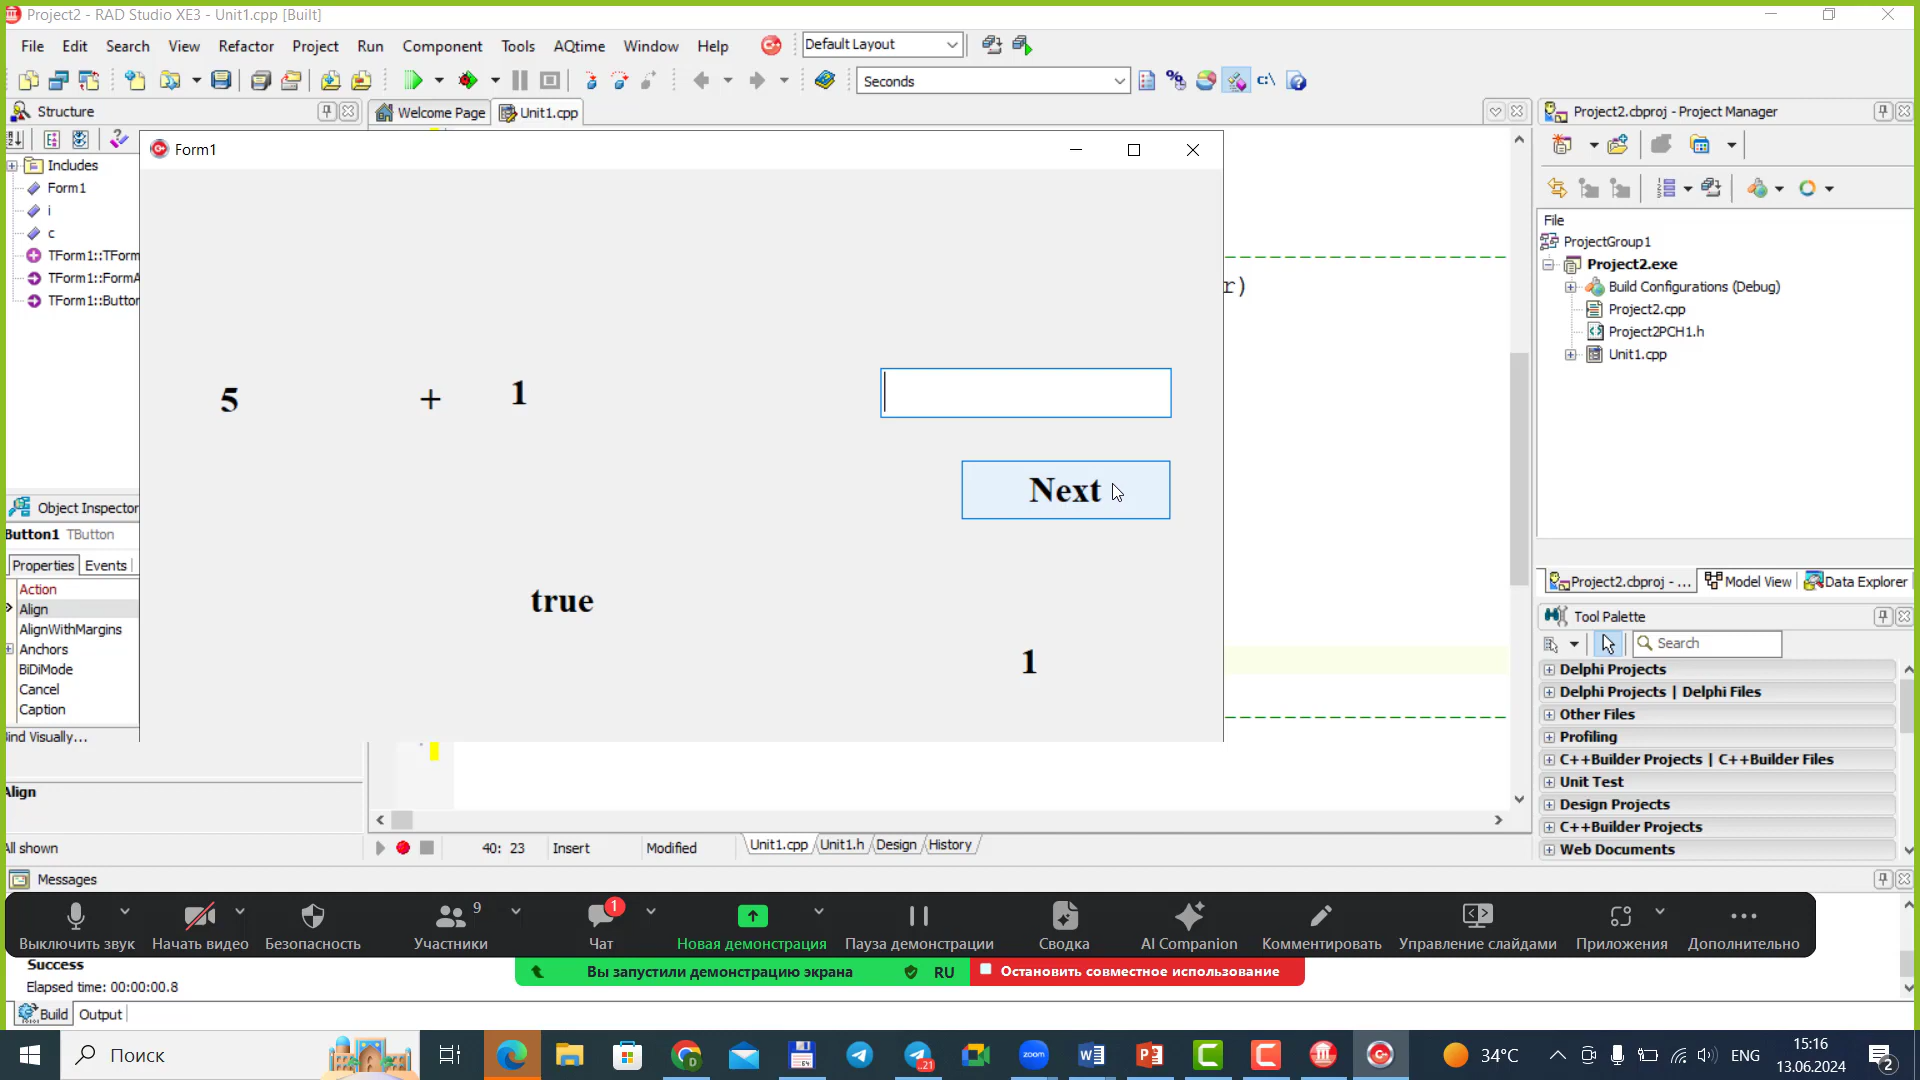 Project2 - RAD Studio XE3 - Unit1.cpp [Built]
File Edit Search View Refactor Project Run Component Tools AQtime Window Help Default Layout
Seconds
Structure Welcome Page Unit1.cpp Project2.cbproj - Project Manager
Form1
Includes
Form1
i
c
TForm1::TForm
TForm1::FormA
TForm1::Button
r)
File
ProjectGroup1
Project2.exe
Build Configurations (Debug)
Project2.cpp
Project2PCH1.h
Unit1.cpp
5 + 1
Next
true
1
Object Inspector
Button1 TButton
Properties Events
Action
Align
AlignWithMargins
Anchors
BiDiMode
Cancel
Caption
Bind Visually...
Align
All shown
Project2.cbproj - ... Model View Data Explorer
Tool Palette
Search
Delphi Projects
Delphi Projects | Delphi Files
Other Files
Profiling
C++Builder Projects | C++Builder Files
Unit Test
Design Projects
C++Builder Projects
Web Documents
40: 23 Insert Modified Unit1.cpp Unit1.h Design History
Messages
9 1
Выключить звук Начать видео Безопасность Участники Чат Новая демонстрация Пауза демонстрации Сводка AI Companion Комментировать Управление слайдами Приложения Дополнительно
Вы запустили демонстрацию экрана RU Остановить совместное использование
Success
Elapsed time: 00:00:00.8
Build Output
Поиск zoom 21 34°C ENG 15:16
13.06.2024 2